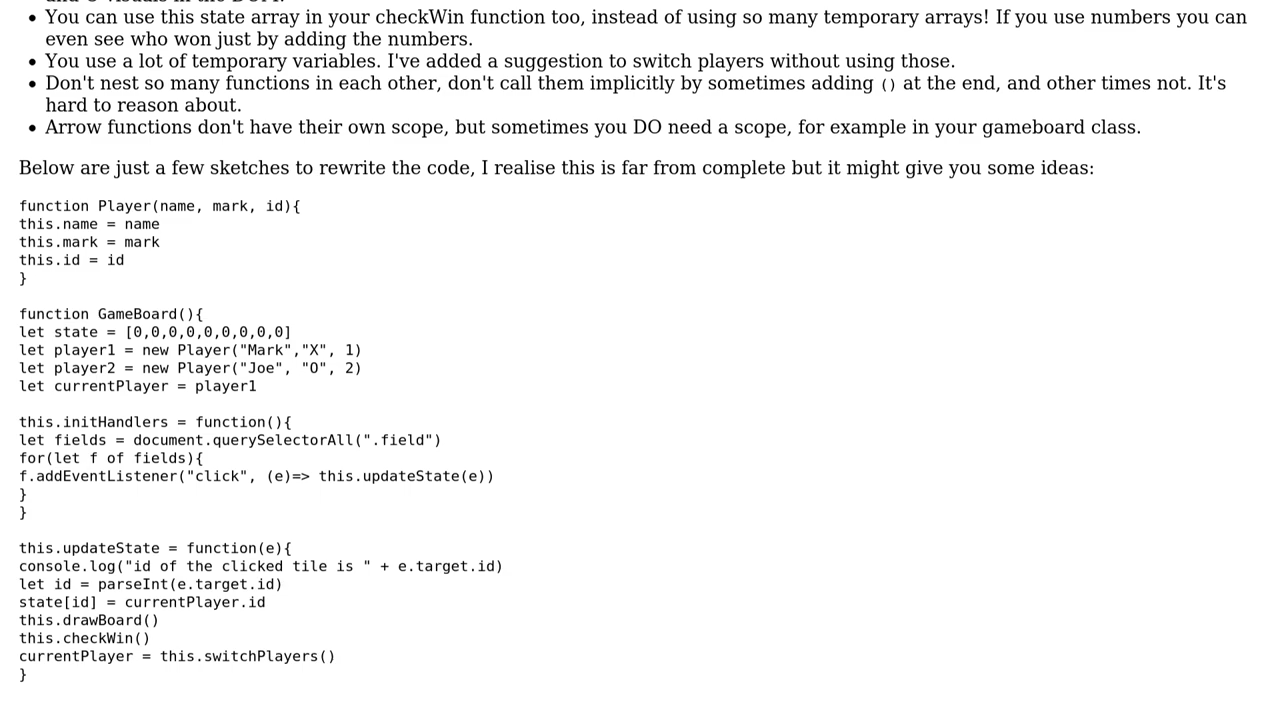 You can use this state array in your checkWin function too, instead of using so many temporary arrays! If you use numbers you can
even see who won just by adding the numbers.
You use a lot of temporary variables. I've added a suggestion to switch players without using those.
Don't nest so many functions in each other, don't call them implicitly by sometimes adding () at the end, and other times not. It's
hard to reason about.
Arrow functions don't have their own scope, but sometimes you DO need a scope, for example in your gameboard class.
Below are just a few sketches to rewrite the code, I realise this is far from complete but it might give you some ideas:
function Player(name, mark, id){
this.name = name
this.mark = mark
this.id = id
}
function GameBoard(){
let state = [0,0,0,0,0,0,0,0,0]
let player1 = new Player("Mark","X", 1)
let player2 = new Player("Joe", "O", 2)
let currentPlayer = player1
this.initHandlers = function(){
let fields = document.querySelectorAll(".field")
for(let f of fields){
f.addEventListener("click", (e)=> this.updateState(e))
}
}
this.updateState = function(e){
console.log("id of the clicked tile is " + e.target.id)
let id = parseInt(e.target.id)
state[id] = currentPlayer.id
this.drawBoard()
this.checkWin()
currentPlayer = this.switchPlayers()
}